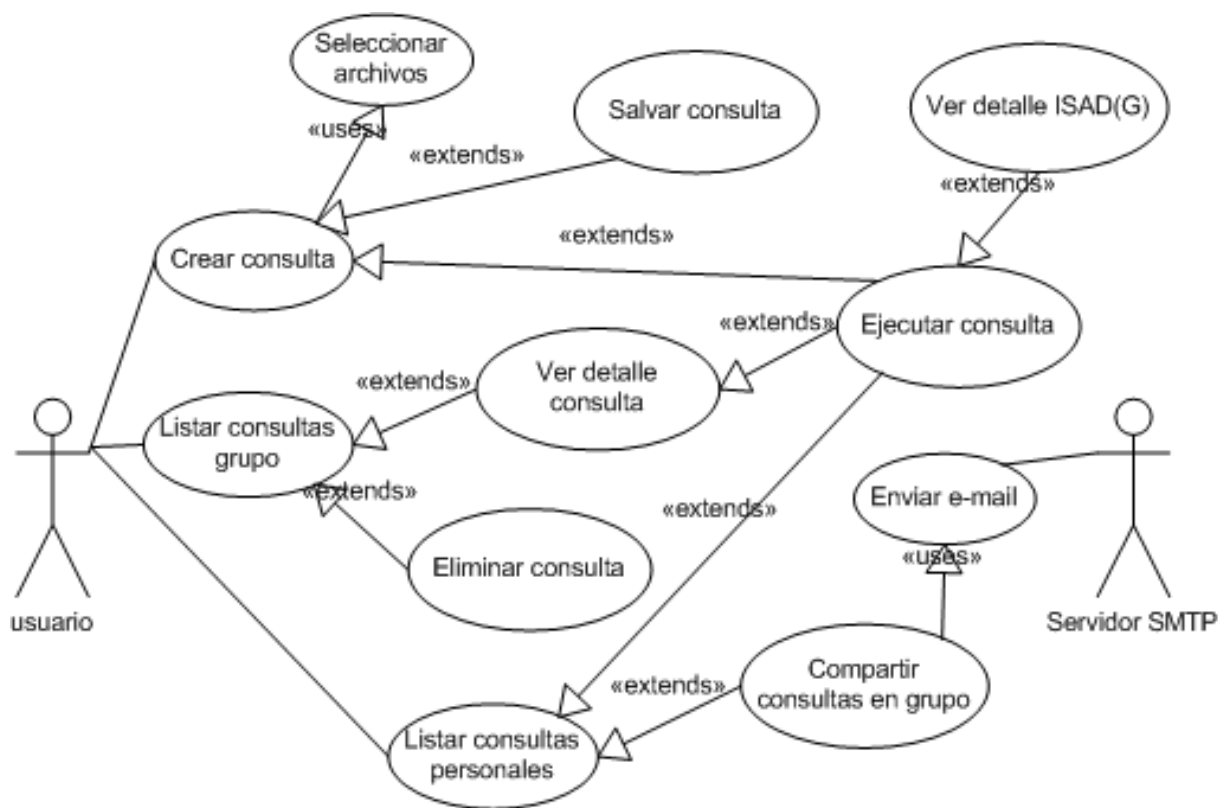 Seleccionar
archivos
Salvar consulta
Ver detalle ISAD(G)
«uses»
«extends»
«extends»
«extends»
Crear consulta
«extends»
Ejecutar consulta
Ver detalle
consulta
«extends»
Listar consultas
grupo
«extends»
Enviar e-mail
«extends»
«uses»
Eliminar consulta
usuario
Servidor SMTP
Compartir
consultas en grupo
«extends»
Listar consultas
personales